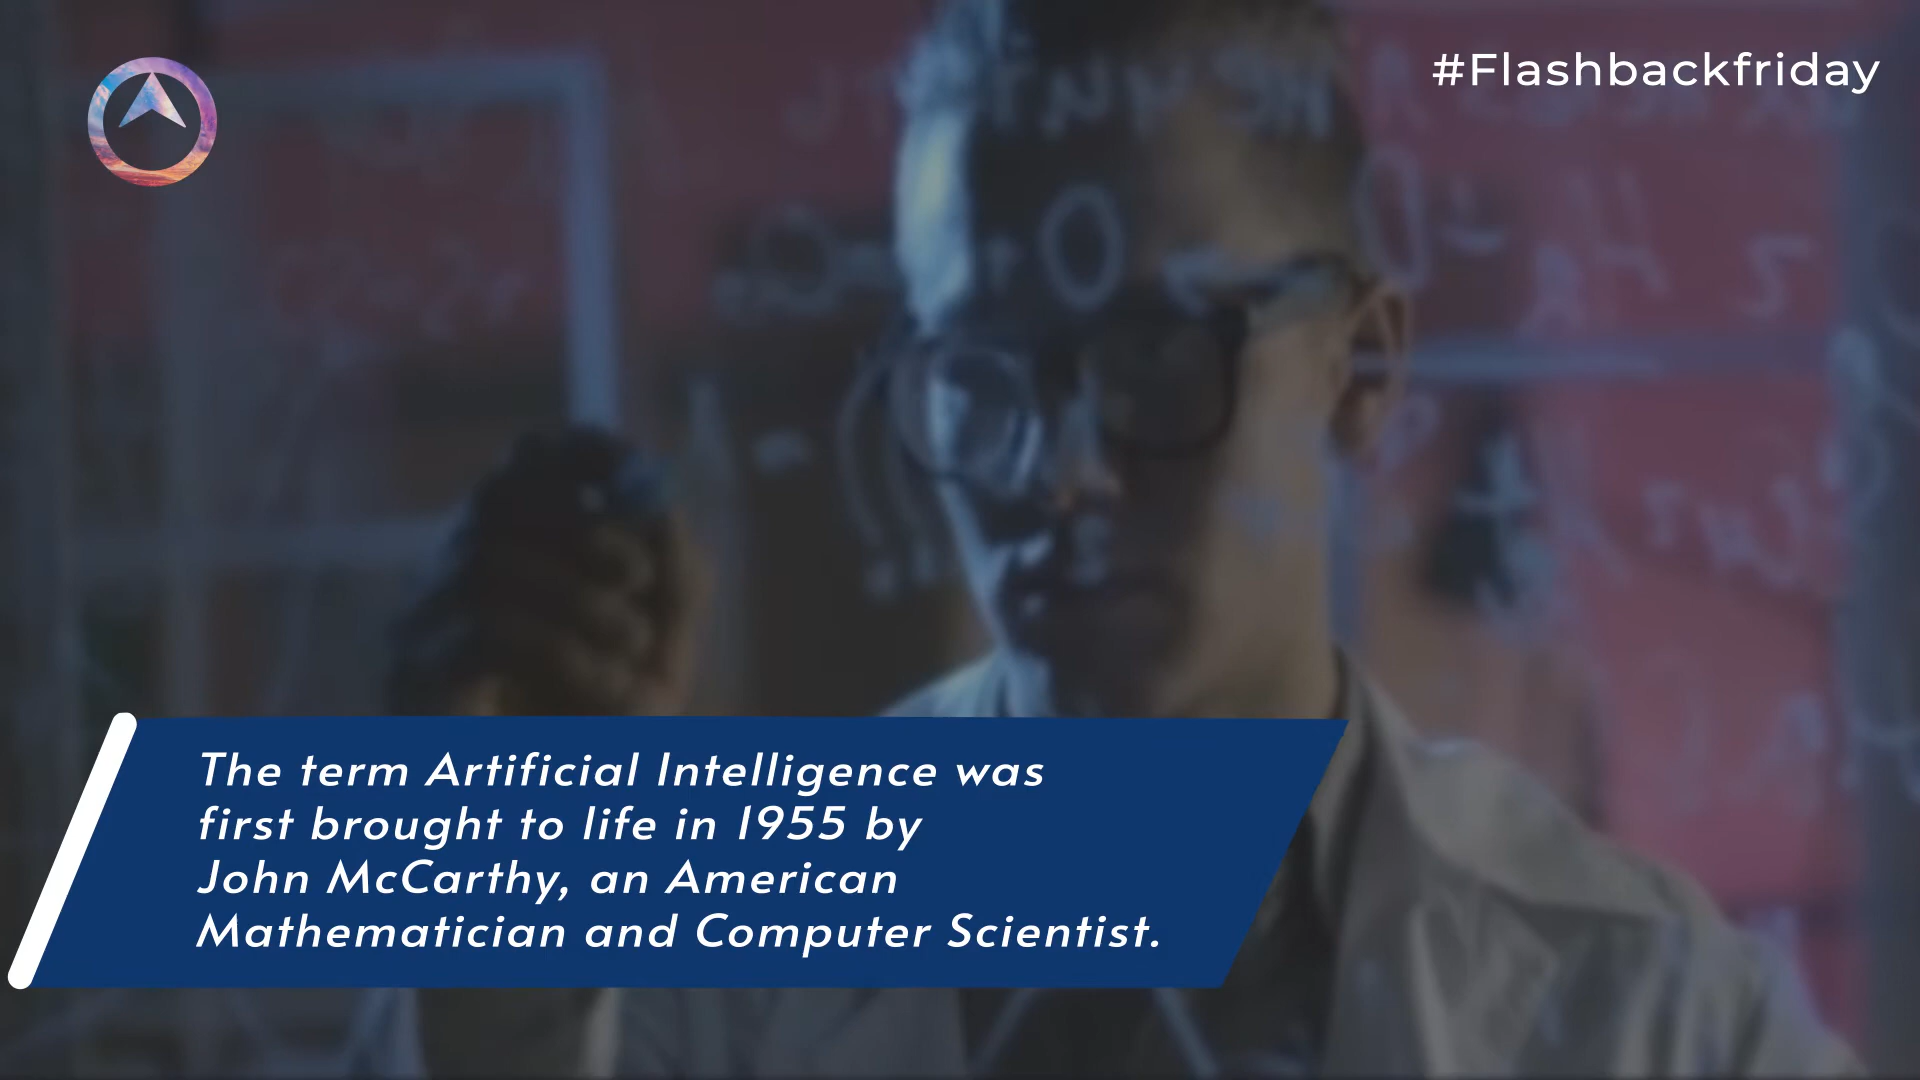 #Flashbackfriday
The term Artificial Intelligence was
first brought to life in 1955 by
John McCarthy, an American
Mathematician and Computer Scientist.